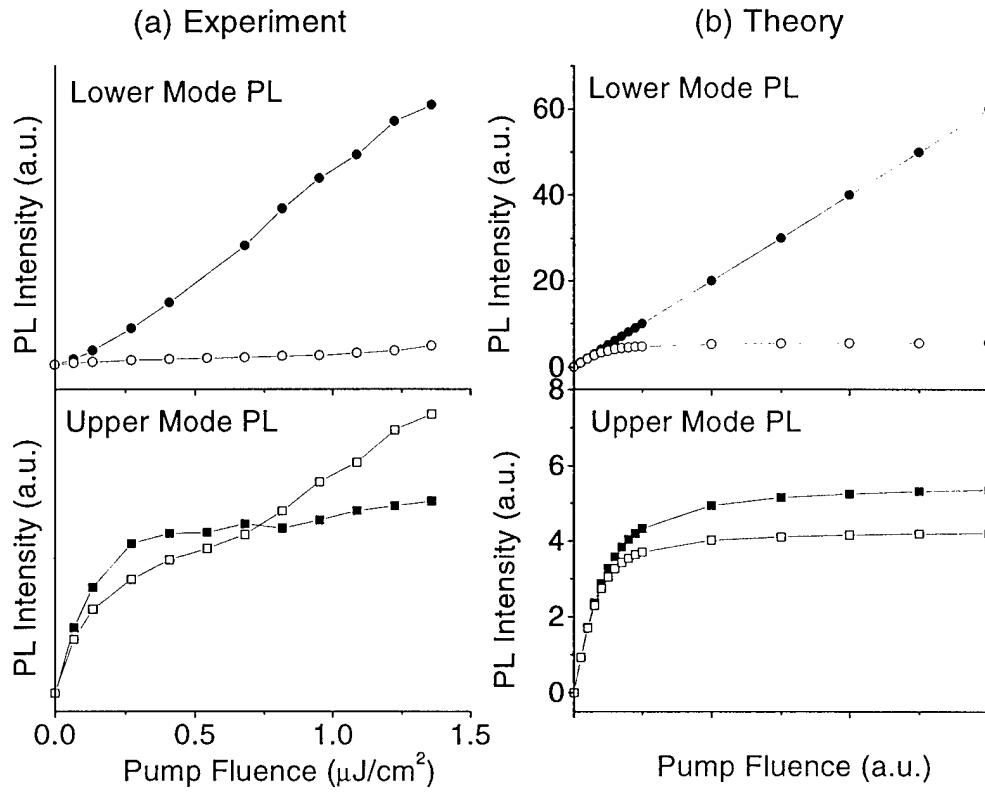 (a) Experiment
(b) Theory
Lower Mode PL
PL Intensity (a.u.)
Upper Mode PL
PL Intensity (a.u.)
0.0 0.5 1.0 1.5
Pump Fluence (μJ/cm²)
Lower Mode PL
PL Intensity (a.u.)
60
40
20
0
Upper Mode PL
PL Intensity (a.u.)
8
6
4
2
0
Pump Fluence (a.u.)